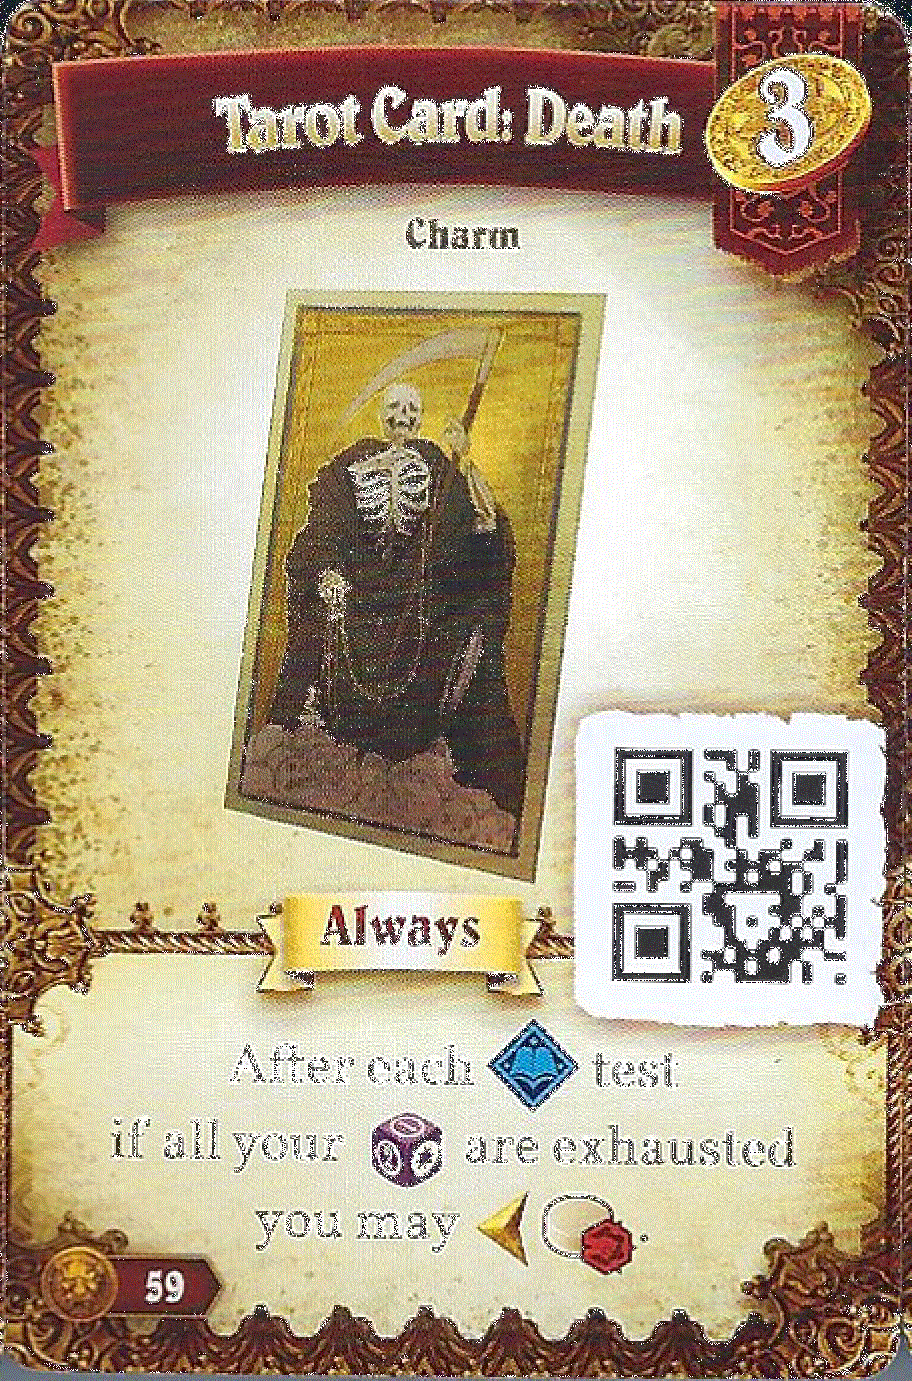 Tarot Card: Death
3
Charm
Always
After each test
if all your are exhausted
you may .
59